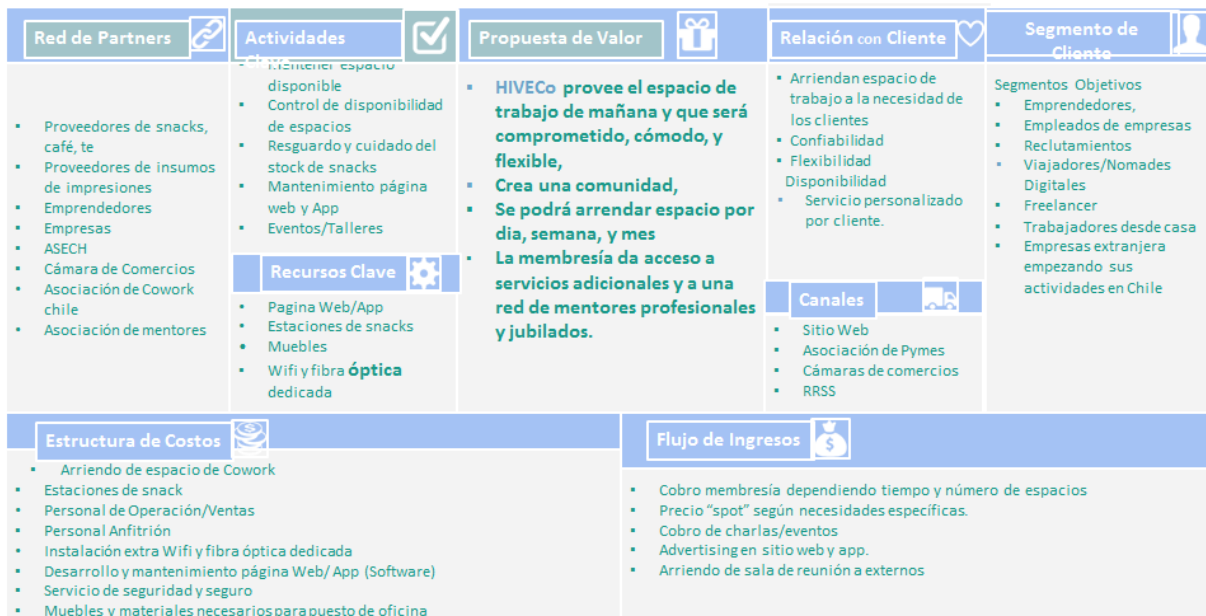 Red de Partners
Proveedores de snacks,
café, te
Proveedores de insumos
de impresiones
Emprendedores
Empresas
ASECH
Cámara de Comercios
Asociación de Cowork
chile
Asociación de mentores
Actividades
espacio
disponible
Control de disponibilidad
de espacios
Resguardo y cuidado del
stock de snacks
Mantenimiento página
web y App
Eventos/Talleres
Recursos Clave
Pagina Web/App
Estaciones de snacks
Muebles
Wifi y fibra óptica
dedicada
Propuesta de Valor
HIVECo provee el espacio de
trabajo de mañana y que será
comprometido, cómodo, y
flexible,
Crea una comunidad,
Se podrá arrendar espacio por
dia, semana, y mes
La membresía da acceso a
servicios adicionales y a una
red de mentores profesionales
y jubilados.
Relación con Cliente
Arriendan espacio de
trabajo a la necesidad de
los clientes
Confiabilidad
Flexibilidad
Disponibilidad
Servicio personalizado
por cliente.
Canales
Sitio Web
Asociación de Pymes
Cámaras de comercios
RRSS
Segmento de
Cliente
Segmentos Objetivos
Emprendedores,
Empleados de empresas
Reclutamientos
Viajadores/Nomades
Digitales
Freelancer
Trabajadores desde casa
Empresas extranjera
empezando sus
actividades en Chile
Estructura de Costos
Arriendo de espacio de Cowork
Estaciones de snack
Personal de Operación/Ventas
Personal Anfitrión
Instalación extra Wifi y fibra óptica dedicada
Desarrollo y mantenimiento página Web/ App (Software)
Servicio de seguridad y seguro
Muebles y materiales necesarios para puesto de oficina
Flujo de Ingresos
Cobro membresía dependiendo tiempo y número de espacios
Precio “spot” según necesidades específicas.
Cobro de charlas/eventos
Advertising en sitio web y app.
Arriendo de sala de reunión a externos